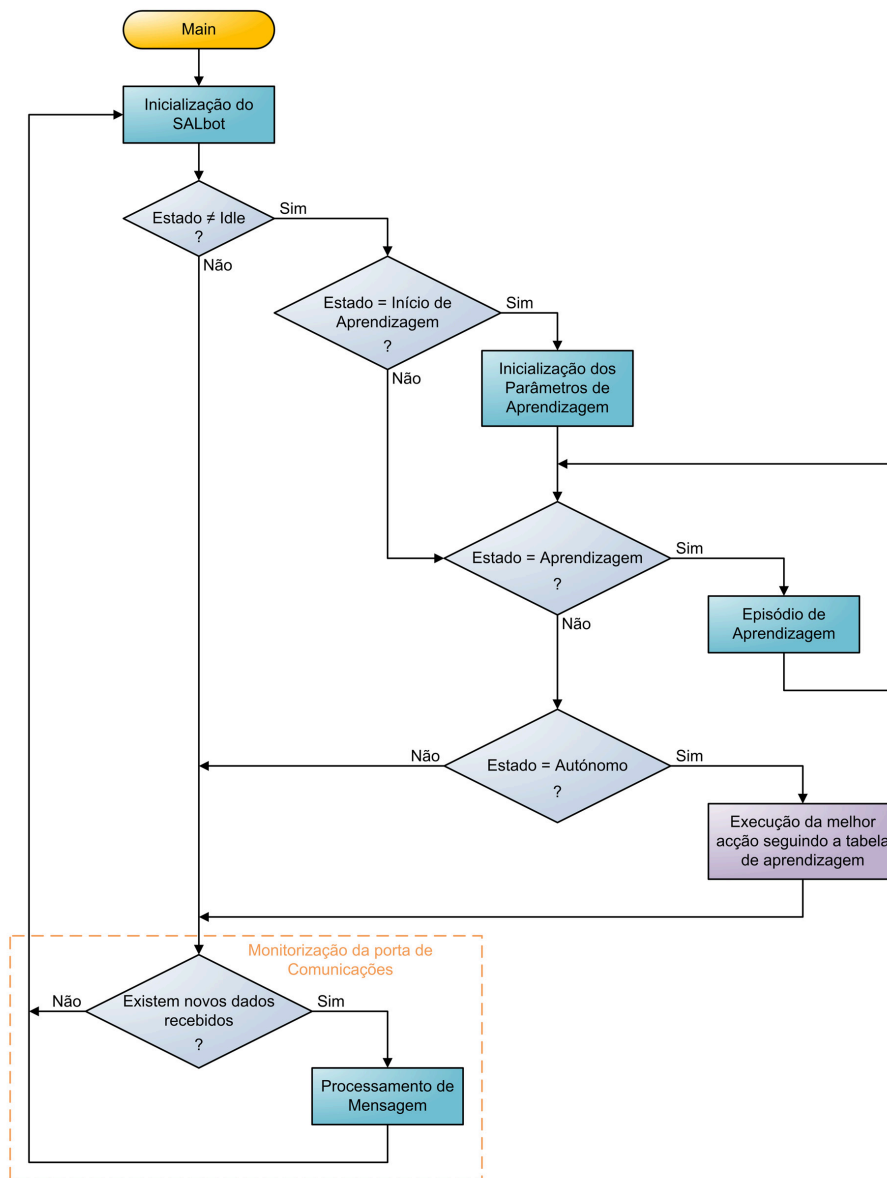 Main
Inicialização do
SALbot
Estado ≠ Idle
?
Sim
Não
Estado = Início de
Aprendizagem
?
Sim
Não
Inicialização dos
Parâmetros de
Aprendizagem
Estado = Aprendizagem
?
Sim
Não
Episódio de
Aprendizagem
Estado = Autónomo
?
Não
Sim
Execução da melhor
acção seguindo a tabela
de aprendizagem
Monitorização da porta de
Comunicações
Existem novos dados
recebidos
?
Não
Sim
Processamento de
Mensagem